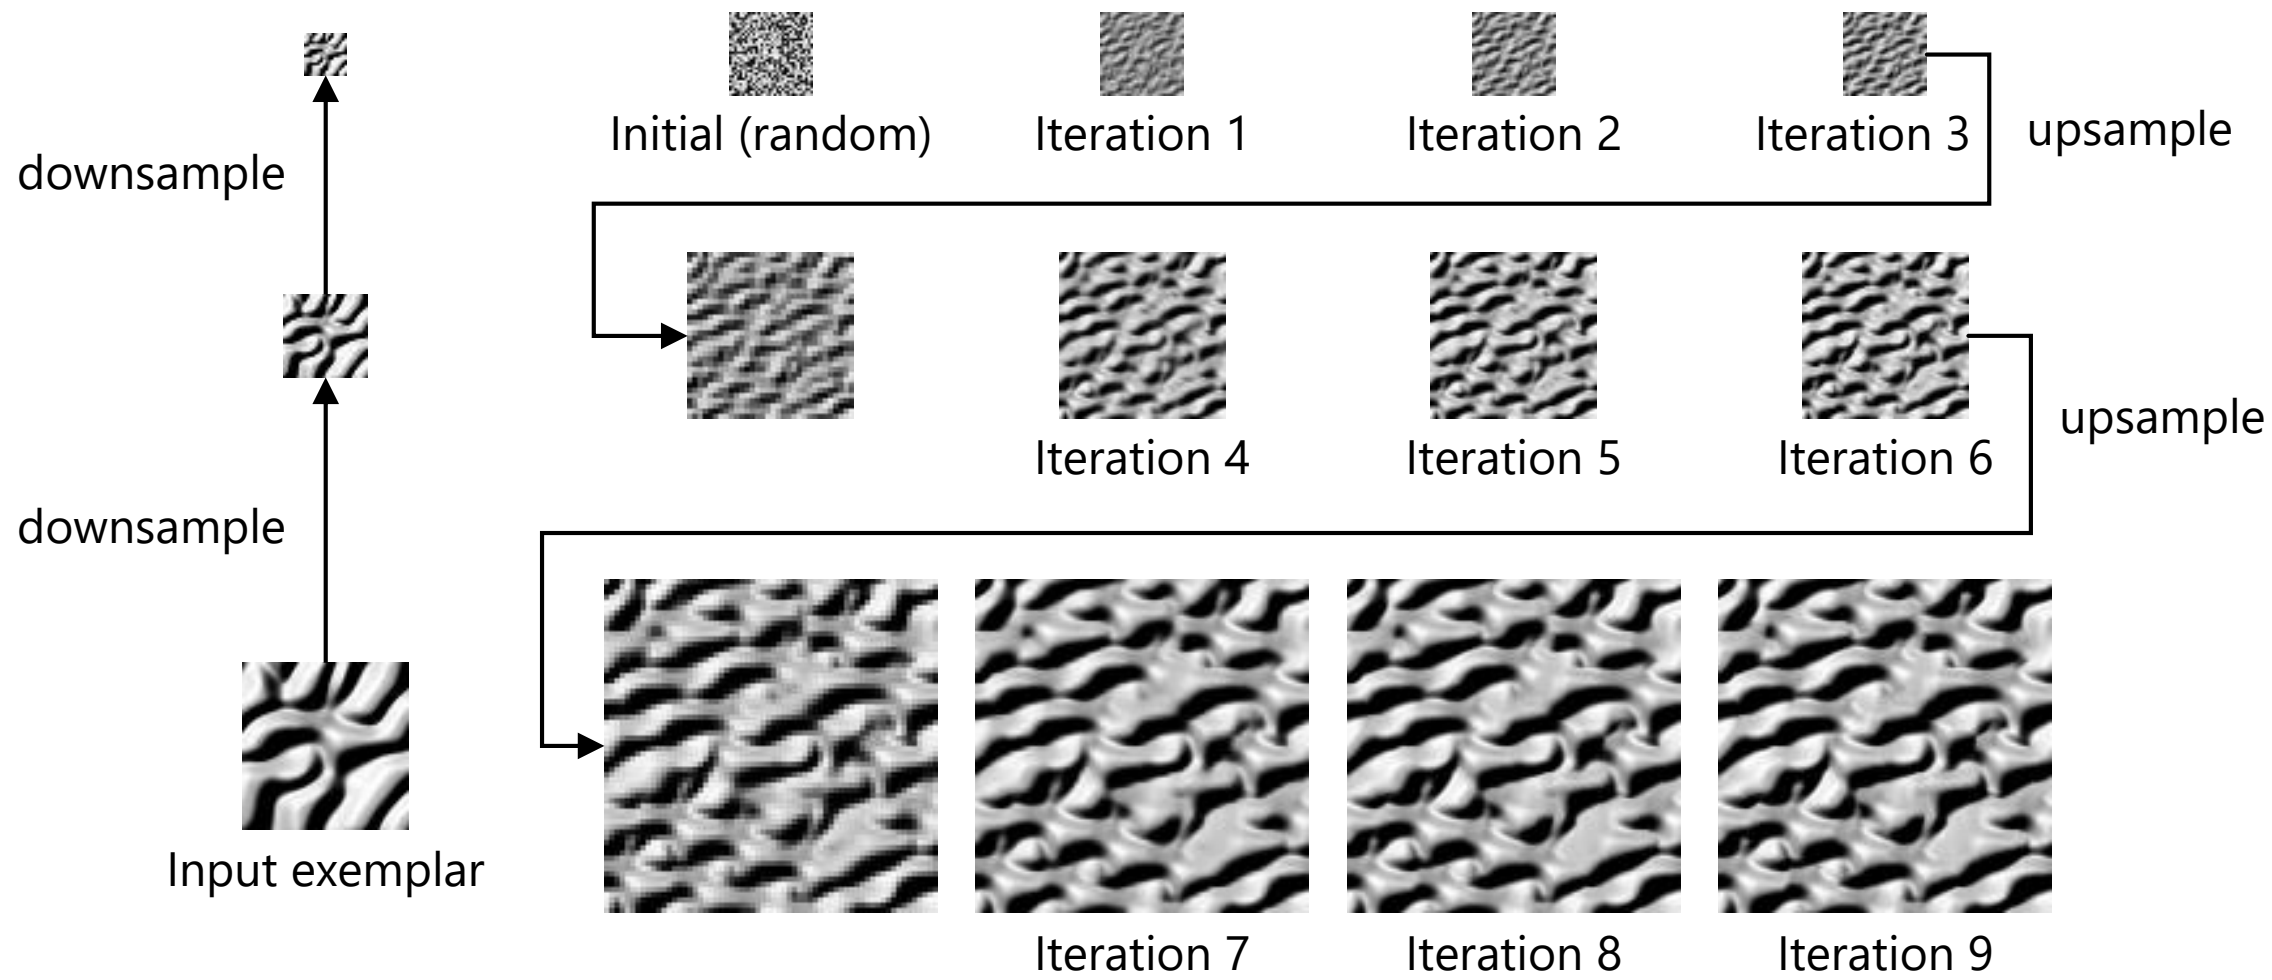 Initial (random)
Iteration 1
Iteration 2
Iteration 3
upsample
downsample
Iteration 4
Iteration 5
Iteration 6
upsample
downsample
Input exemplar
Iteration 7
Iteration 8
Iteration 9